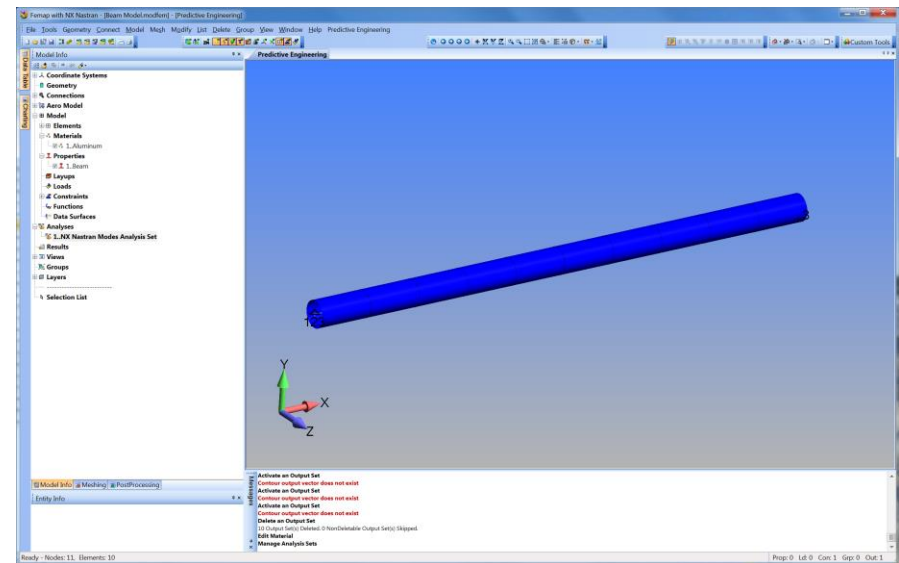 Femap with NX Nastran - [Beam Model.modfem] - [Predictive Engineering]
File Tools Geometry Connect Model Mesh Modify List Delete Group View Window Help Predictive Engineering
Custom Tools
Model Info
Predictive Engineering
Data Table
Charting
Coordinate Systems
Geometry
Connections
Aero Model
Model
Elements
Materials
1..Aluminum
Properties
1..Beam
Layups
Loads
Constraints
Functions
Data Surfaces
Analyses
1..NX Nastran Modes Analysis Set
Results
Views
Groups
Layers
Selection List
Y
X
Z
Model Info Meshing PostProcessing
Entity Info
Messages
Activate an Output Set
Contour output vector does not exist
Activate an Output Set
Contour output vector does not exist
Activate an Output Set
Contour output vector does not exist
Delete an Output Set
10 Output Set(s) Deleted. 0 NonDeletable Output Set(s) Skipped.
Edit Material
Manage Analysis Sets
Ready - Nodes: 11, Elements: 10
Prop: 0 Ld: 0 Con: 1 Grp: 0 Out: 1